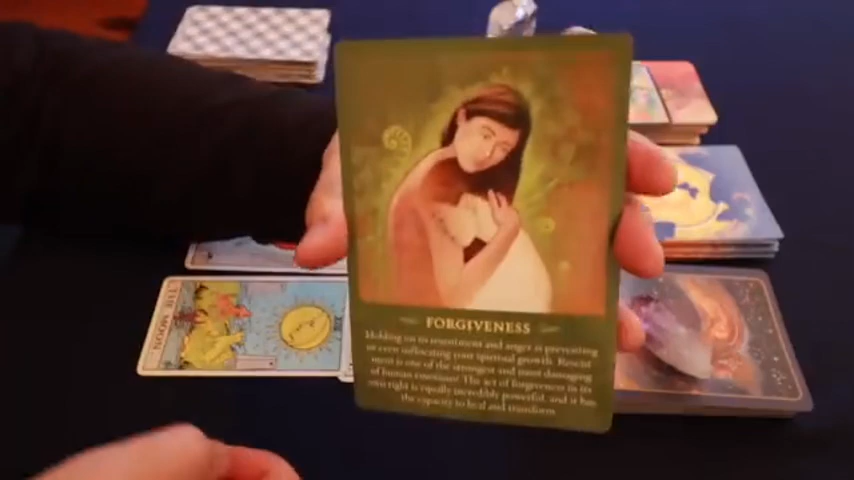 FORGIVENESS
Holding on to resentment and anger is preventing
or even suffocating your spiritual growth. Resent-
ment is one of the strongest and most damaging
of human emotions! The act of forgiveness in its
own right is equally incredibly powerful, and it has
the capacity to heal and transform
THE MOON
XVIII